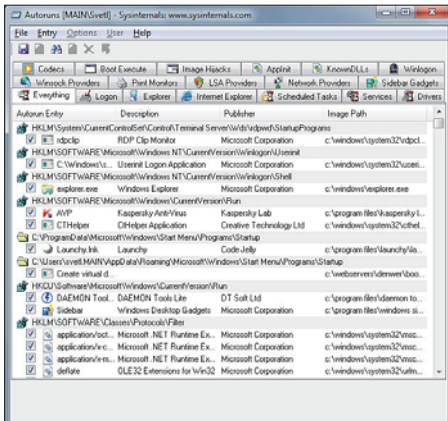 Autoruns [MAIN\Svetl] - Sysinternals: www.sysinternals.com
File Entry Options User Help
Codecs Boot Execute Image Hijacks AppInit KnownDLLs Winlogon
Winsock Providers Print Monitors LSA Providers Network Providers Sidebar Gadgets
Everything Logon Explorer Internet Explorer Scheduled Tasks Services Drivers
Autorun Entry Description Publisher Image Path
HKLM\System\CurrentControlSet\Control\Terminal Server\Wds\rdpwd\StartupPrograms
rdpclip RDP Clip Monitor Microsoft Corporation c:\windows\system32\rdpcl...
HKLM\SOFTWARE\Microsoft\Windows NT\CurrentVersion\Winlogon\Userinit
C:\Windows\s... Userinit Logon Application Microsoft Corporation c:\windows\system32\userin...
HKLM\SOFTWARE\Microsoft\Windows NT\CurrentVersion\Winlogon\Shell
explorer.exe Windows Explorer Microsoft Corporation c:\windows\explorer.exe
HKLM\SOFTWARE\Microsoft\Windows\CurrentVersion\Run
AVP Kaspersky Anti-Virus Kaspersky Lab c:\program files\kaspersky l...
CTHelper CtHelper Application Creative Technology Ltd c:\windows\system32\cthel...
C:\ProgramData\Microsoft\Windows\Start Menu\Programs\Startup
Launchy.lnk Launchy Code Jelly c:\program files\launchy\la...
C:\Users\svetl.MAIN\AppData\Roaming\Microsoft\Windows\Start Menu\Programs\Startup
Create virtual d... c:\webservers\denwer\boo...
HKCU\Software\Microsoft\Windows\CurrentVersion\Run
DAEMON Tool... DAEMON Tools Lite DT Soft Ltd c:\program files\daemon to...
Sidebar Windows Desktop Gadgets Microsoft Corporation c:\program files\windows si...
HKLM\SOFTWARE\Classes\Protocols\Filter
application/oct... Microsoft .NET Runtime Ex... Microsoft Corporation c:\windows\system32\msc...
application/x-c... Microsoft .NET Runtime Ex... Microsoft Corporation c:\windows\system32\msc...
application/x-m... Microsoft .NET Runtime Ex... Microsoft Corporation c:\windows\system32\msc...
deflate OLE32 Extensions for Win32 Microsoft Corporation c:\windows\system32\urlm...